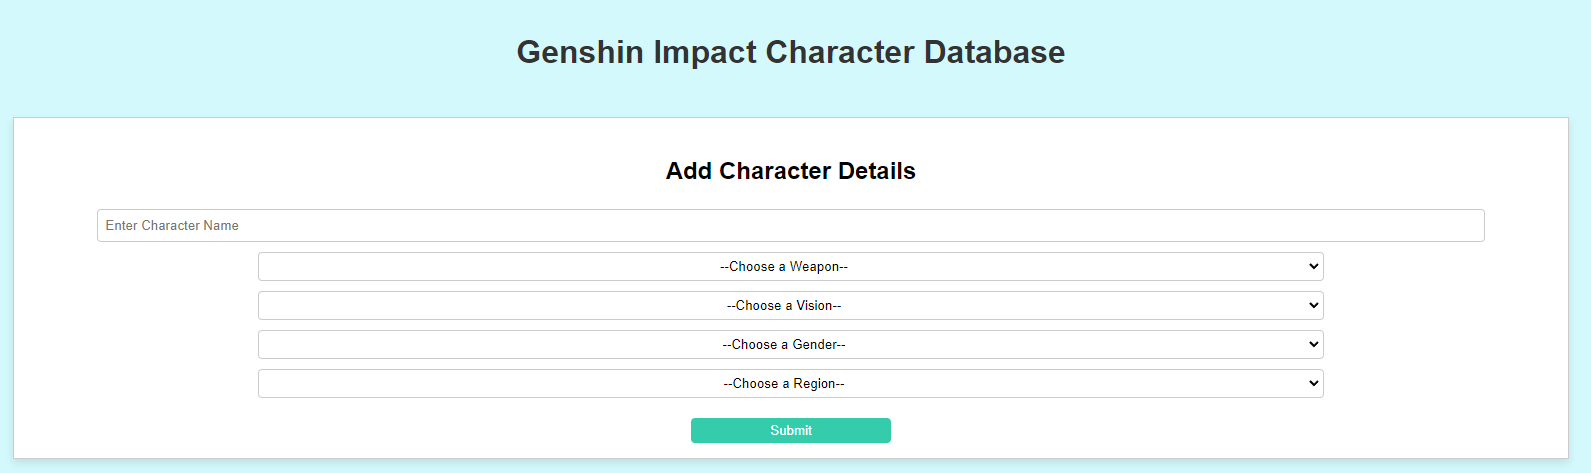 Genshin Impact Character Database
Add Character Details
Enter Character Name
--Choose a Weapon--
--Choose a Vision--
--Choose a Gender--
--Choose a Region--
Submit